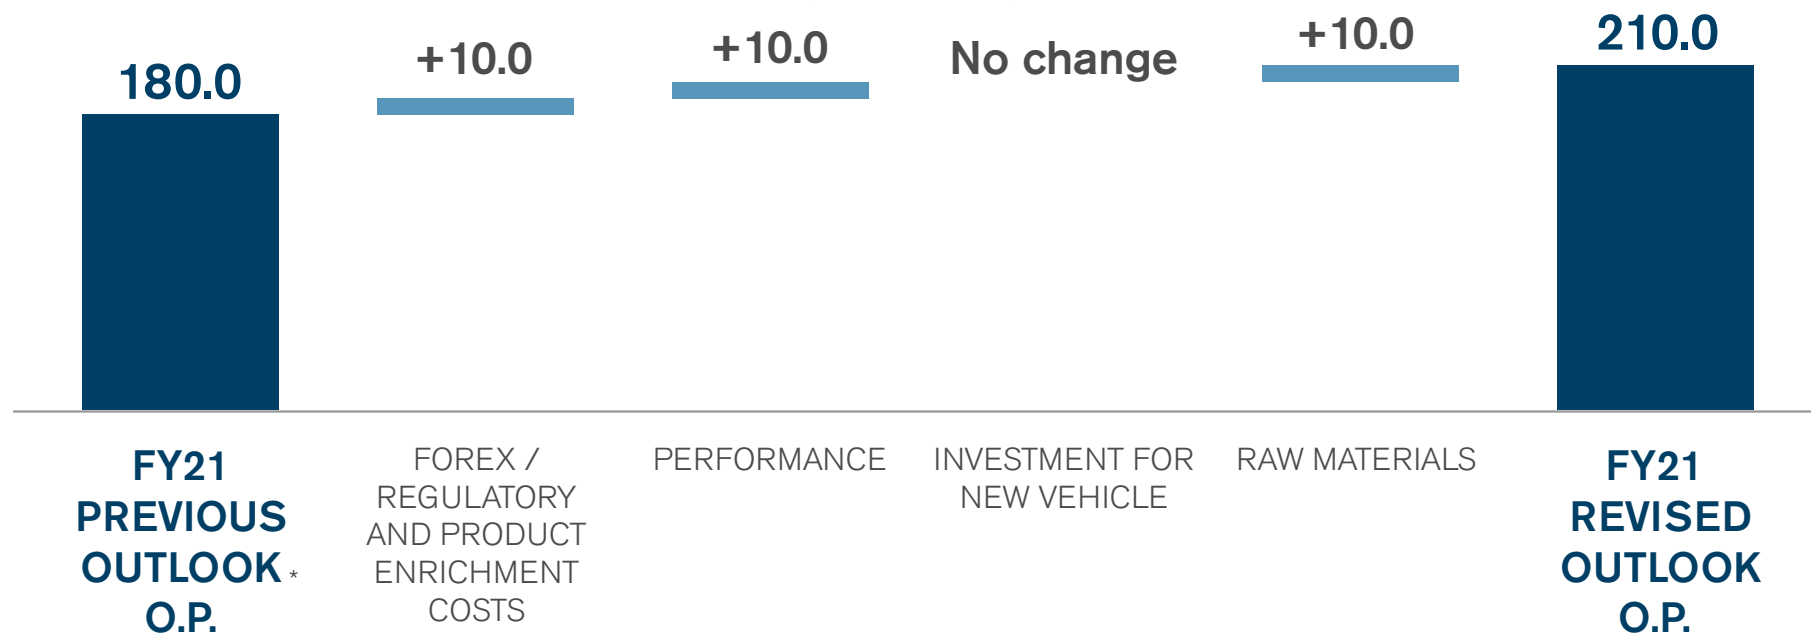 180.0
+10.0
+10.0
No change
+10.0
210.0
FY21
PREVIOUS
OUTLOOK *
O.P.
FOREX /
REGULATORY
AND PRODUCT
ENRICHMENT
COSTS
PERFORMANCE
INVESTMENT FOR
NEW VEHICLE
RAW MATERIALS
FY21
REVISED
OUTLOOK
O.P.